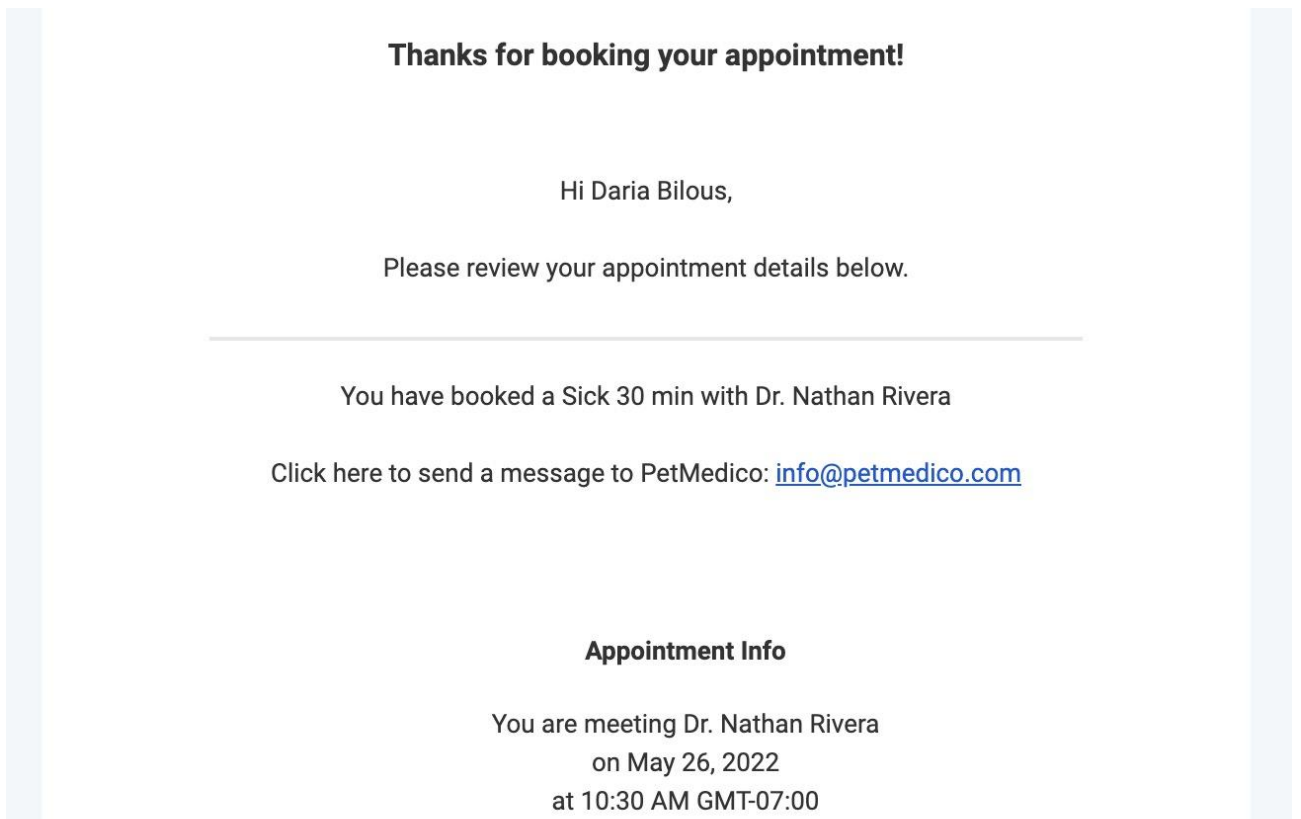 Thanks for booking your appointment!
Hi Daria Bilous,
Please review your appointment details below.
You have booked a Sick 30 min with Dr. Nathan Rivera
Click here to send a message to PetMedico: info@petmedico.com
Appointment Info
You are meeting Dr. Nathan Rivera
on May 26, 2022
at 10:30 AM GMT-07:00